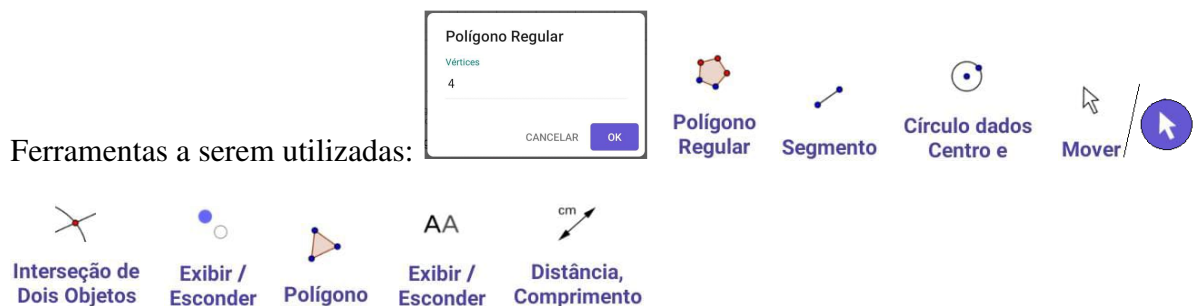 Polígono Regular
Vértices
4
CANCELAR OK
Ferramentas a serem utilizadas:
Polígono
Regular
Segmento
Círculo dados
Centro e
Mover
cm
AA
Interseção de
Dois Objetos
Exibir /
Esconder
Polígono
Exibir /
Esconder
Distância,
Comprimento